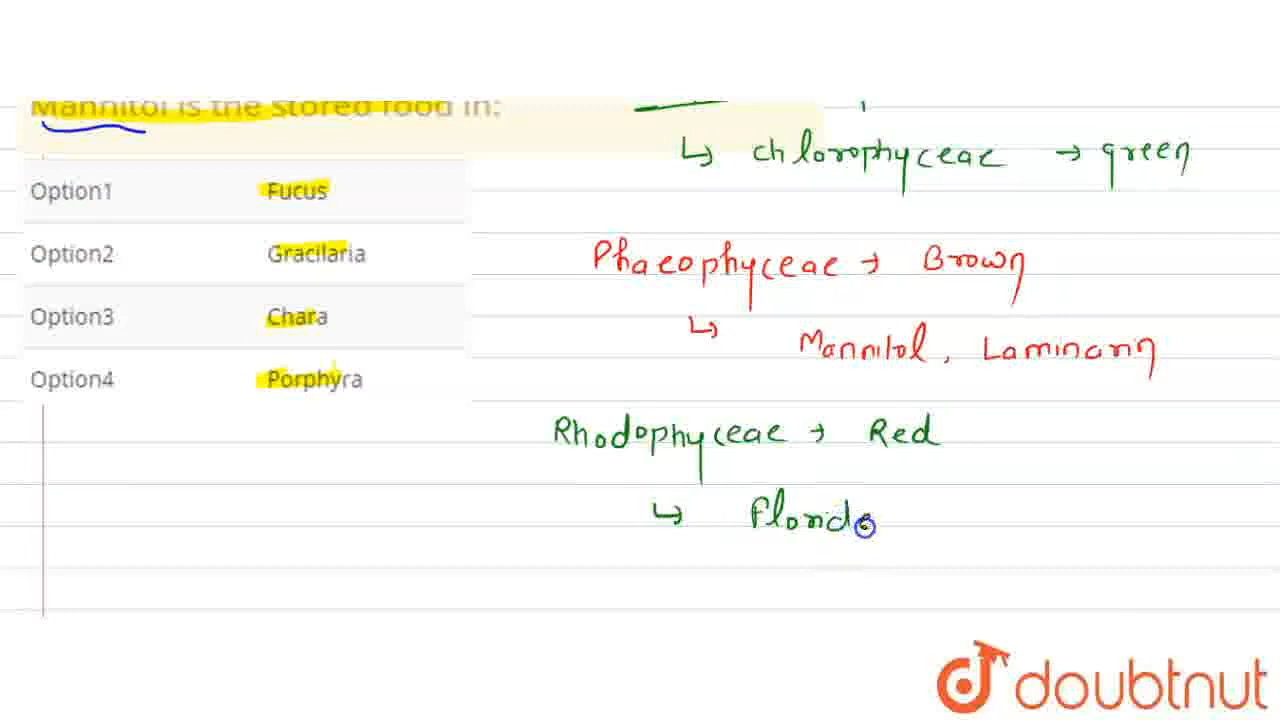 Mannitol is the stored food in:
Option1 Fucus
Option2 Gracilaria
Option3 Chara
Option4 Porphyra
↳ chlorophyceae → green
Phaeophyceae → Brown
↳ Mannitol, Laminarin
Rhodophyceae → Red
↳ Floride
doubtnut